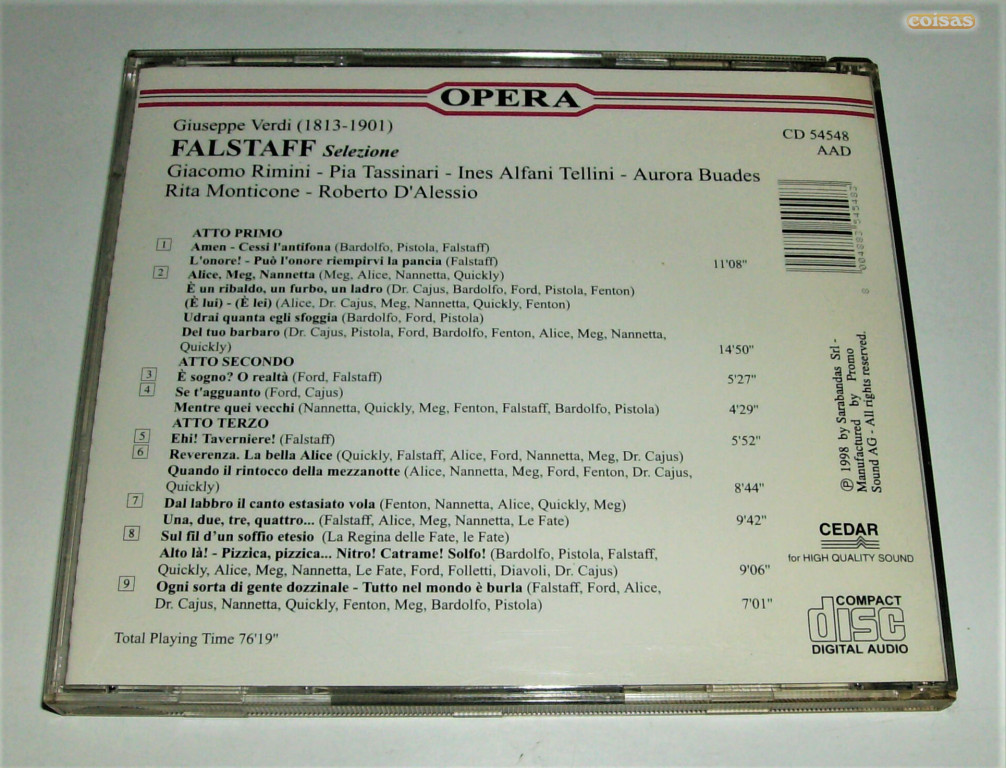 coisas
OPERA
Giuseppe Verdi (1813-1901)
CD 54548
FALSTAFF Selezione
AAD
Giacomo Rimini - Pia Tassinari - Ines Alfani Tellini - Aurora Buades
Rita Monticone - Roberto D'Alessio
ATTO PRIMO
1 Amen - Cessi l'antifona (Bardolfo, Pistola, Falstaff)
L'onore! - Può l'onore riempirvi la pancia (Falstaff) 11'08"
2 Alice, Meg, Nannetta (Meg, Alice, Nannetta, Quickly)
È un ribaldo, un furbo, un ladro (Dr. Cajus, Bardolfo, Ford, Pistola, Fenton)
(È lui) - (È lei) (Alice, Dr. Cajus, Meg, Nannetta, Quickly, Fenton)
Udrai quanta egli sfoggia (Bardolfo, Ford, Pistola)
Del tuo barbaro (Dr. Cajus, Pistola, Ford, Bardolfo, Fenton, Alice, Meg, Nannetta,
Quickly) 14'50"
ATTO SECONDO
3 È sogno? O realtà (Ford, Falstaff) 5'27"
4 Se t'agguanto (Ford, Cajus)
Mentre quei vecchi (Nannetta, Quickly, Meg, Fenton, Falstaff, Bardolfo, Pistola) 4'29"
ATTO TERZO
5 Ehi! Taverniere! (Falstaff) 5'52"
6 Reverenza. La bella Alice (Quickly, Falstaff, Alice, Ford, Nannetta, Meg, Dr. Cajus)
Quando il rintocco della mezzanotte (Alice, Nannetta, Meg, Ford, Fenton, Dr. Cajus,
Quickly) 8'44"
7 Dal labbro il canto estasiato vola (Fenton, Nannetta, Alice, Quickly, Meg)
Una, due, tre, quattro... (Falstaff, Alice, Meg, Nannetta, Le Fate) 9'42"
8 Sul fil d'un soffio etesio (La Regina delle Fate, le Fate)
Alto là! - Pizzica, pizzica... Nitro! Catrame! Solfo! (Bardolfo, Pistola, Falstaff,
Quickly, Alice, Meg, Nannetta, Le Fate, Ford, Folletti, Diavoli, Dr. Cajus) 9'06"
9 Ogni sorta di gente dozzinale - Tutto nel mondo è burla (Falstaff, Ford, Alice,
Dr. Cajus, Nannetta, Quickly, Fenton, Meg, Bardolfo, Pistola) 7'01"
Total Playing Time 76'19"
℗ 1998 by Sarabandas Srl -
Manufactured by Promo
Sound AG - All rights reserved.
CEDAR
for HIGH QUALITY SOUND
COMPACT
disc
DIGITAL AUDIO